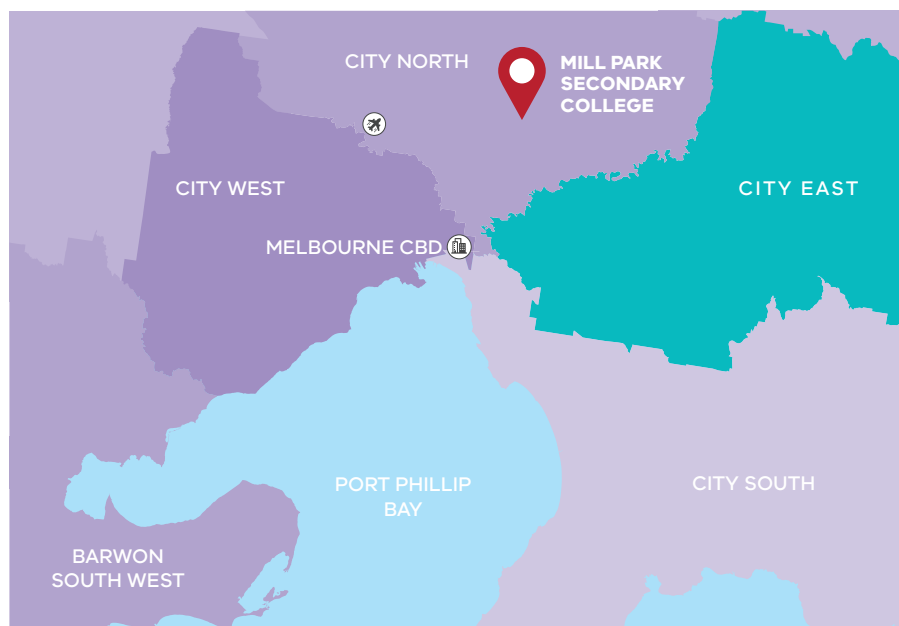 CITY NORTH
MILL PARK
SECONDARY
COLLEGE
CITY WEST
CITY EAST
MELBOURNE CBD
PORT PHILLIP
BAY
CITY SOUTH
BARWON
SOUTH WEST